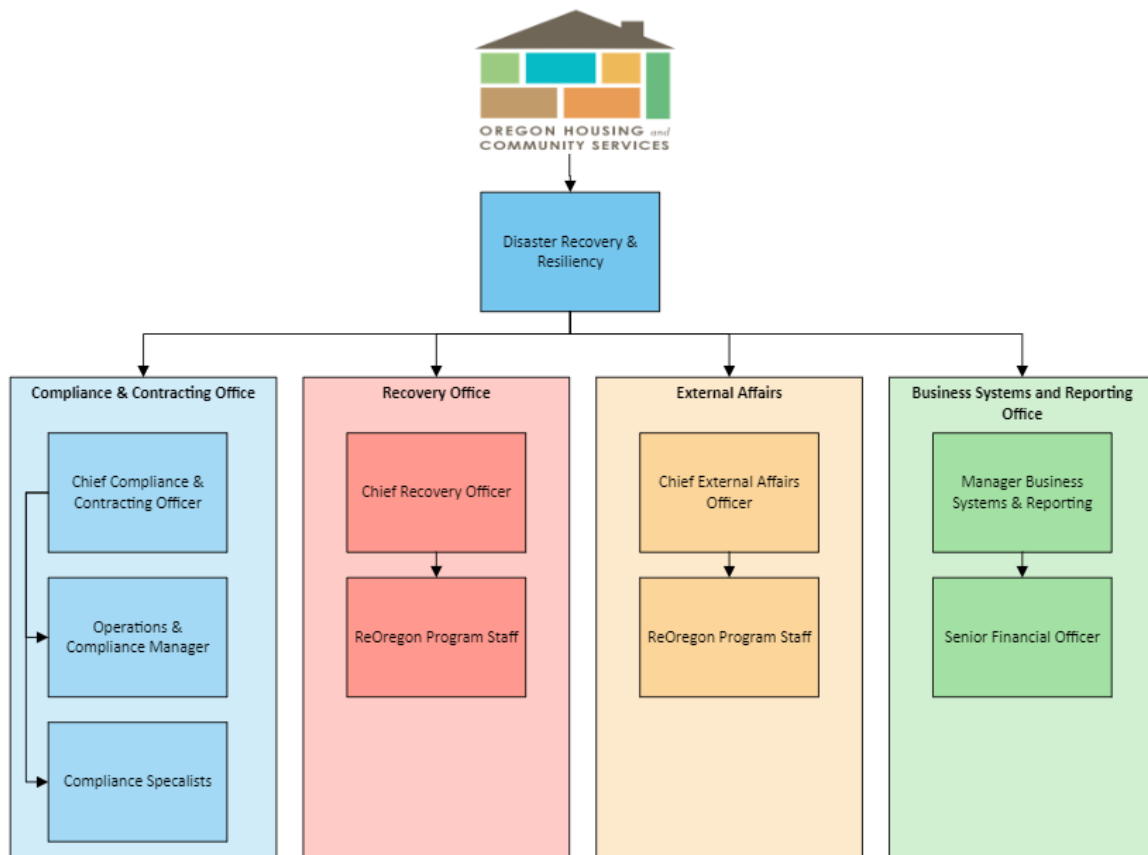 OREGON HOUSING and
COMMUNITY SERVICES
Disaster Recovery &
Resiliency
Compliance & Contracting Office
Chief Compliance &
Contracting Officer
Operations &
Compliance Manager
Compliance Specalists
Recovery Office
Chief Recovery Officer
ReOregon Program Staff
External Affairs
Chief External Affairs
Officer
ReOregon Program Staff
Business Systems and Reporting
Office
Manager Business
Systems & Reporting
Senior Financial Officer